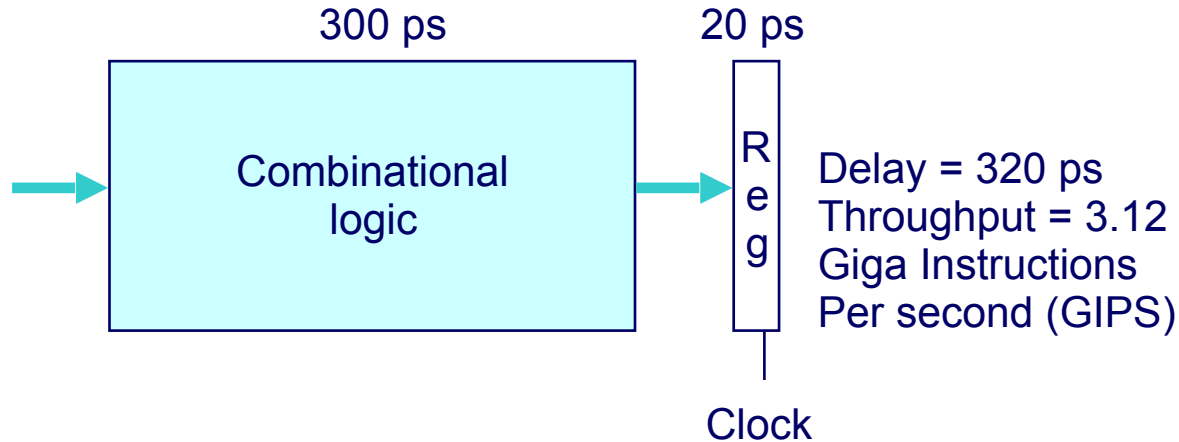 300 ps
20 ps
Combinational
logic
R
e
g
Delay = 320 ps
Throughput = 3.12
Giga Instructions
Per second (GIPS)
Clock